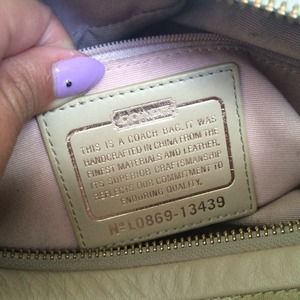 COACH
THIS IS A COACH BAG. IT WAS
HANDCRAFTED IN CHINA FROM THE
FINEST MATERIALS AND LEATHER.
ITS SUPERIOR CRAFTSMANSHIP
REFLECTS OUR COMMITMENT TO
ENDURING QUALITY.
Nº L0869-13439